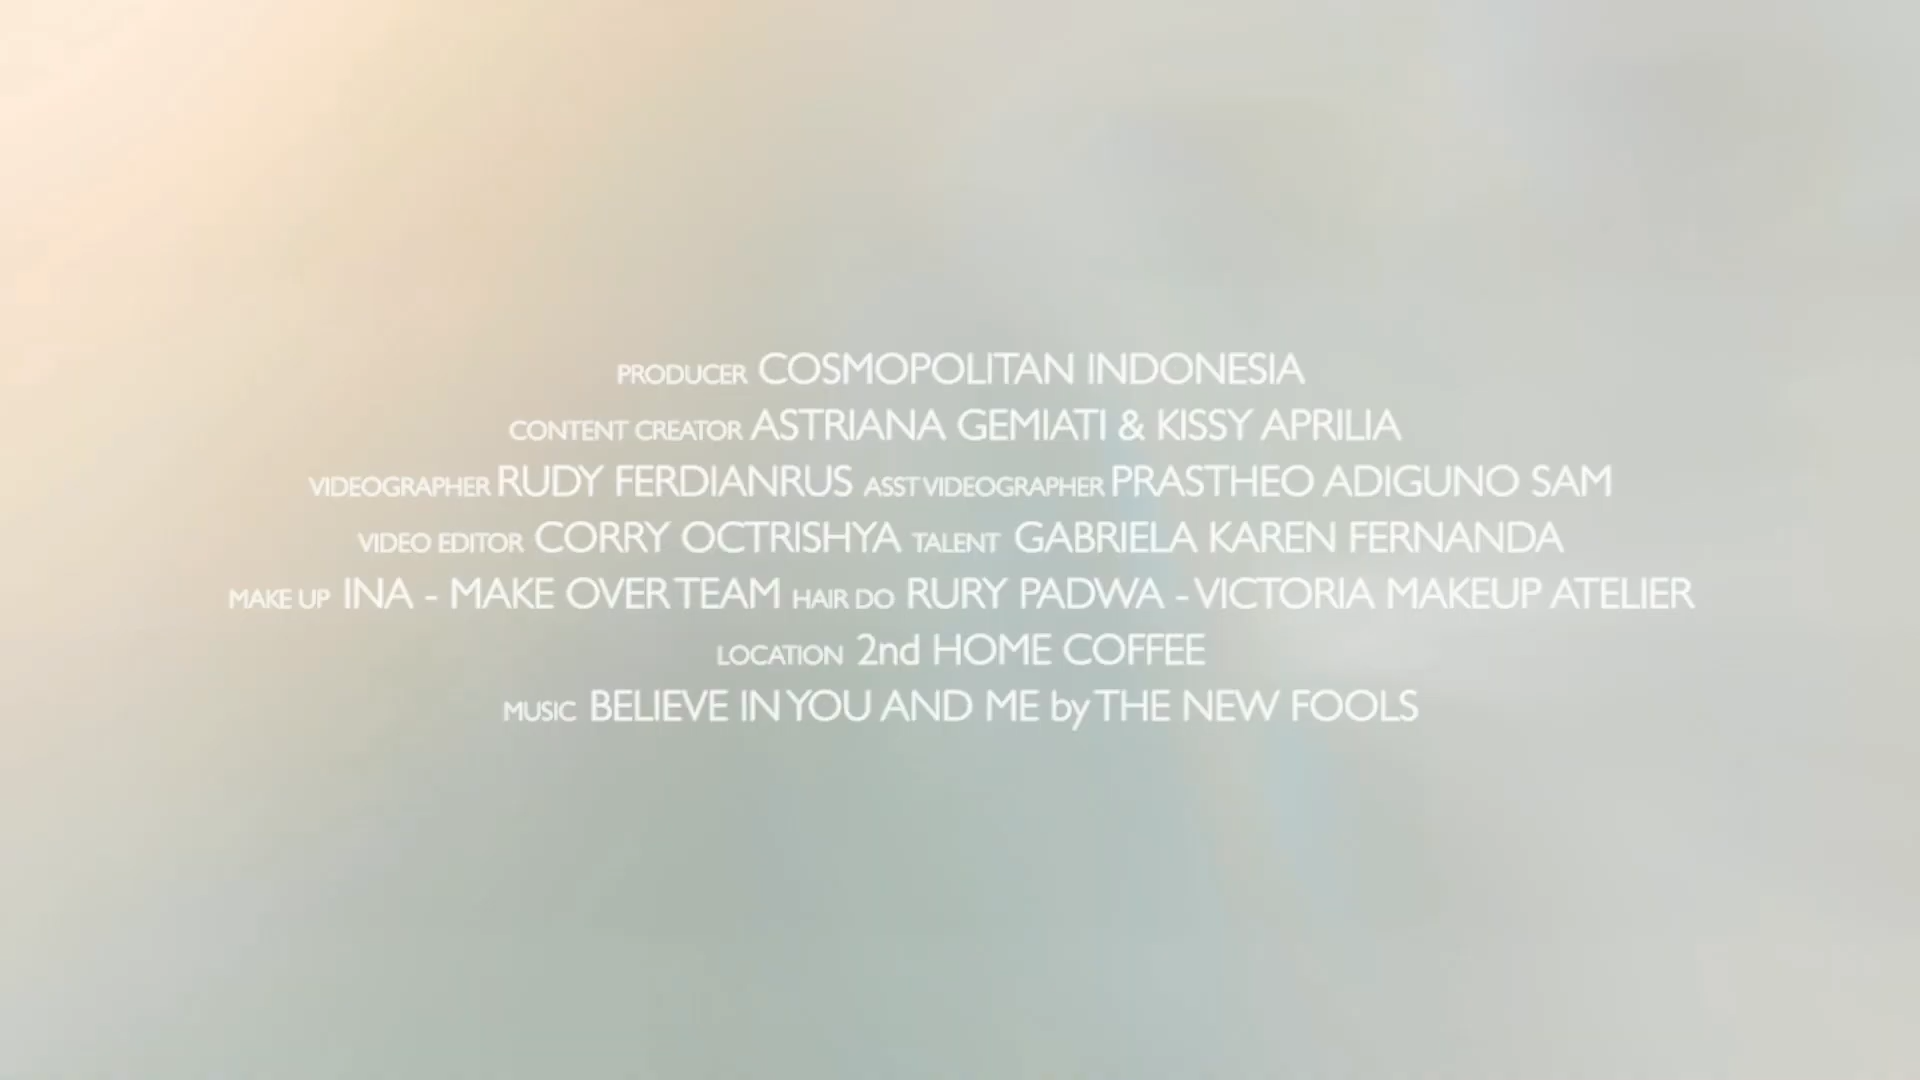 PRODUCER COSMOPOLITAN INDONESIA
CONTENT CREATOR ASTRIANA GEMIATI & KISSY APRILIA
VIDEOGRAPHER RUDY FERDIANRUS ASST VIDEOGRAPHER PRASTHEO ADIGUNO SAM
VIDEO EDITOR CORRY OCTRISHYA TALENT GABRIELA KAREN FERNANDA
MAKE UP INA - MAKE OVER TEAM HAIR DO RURY PADWA - VICTORIA MAKEUP ATELIER
LOCATION 2nd HOME COFFEE
MUSIC BELIEVE IN YOU AND ME by THE NEW FOOLS